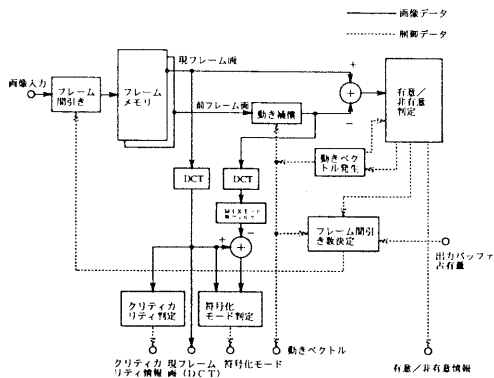 画像データ
制御データ
現フレーム画
画像入力
フレーム
間引き
フレーム
メモリ
前フレーム画
動き補償
+
−
有意／
非有意
判定
動きベク
トル発生
DCT
DCT
フレーム間引
き数決定
+
−
+
出力バッファ
占有量
クリティカ
リティ判定
符号化
モード判定
クリティカ
リティ情報
現フレーム
画(DCT)
符号化モード
動きベクトル
有意／非有意情報